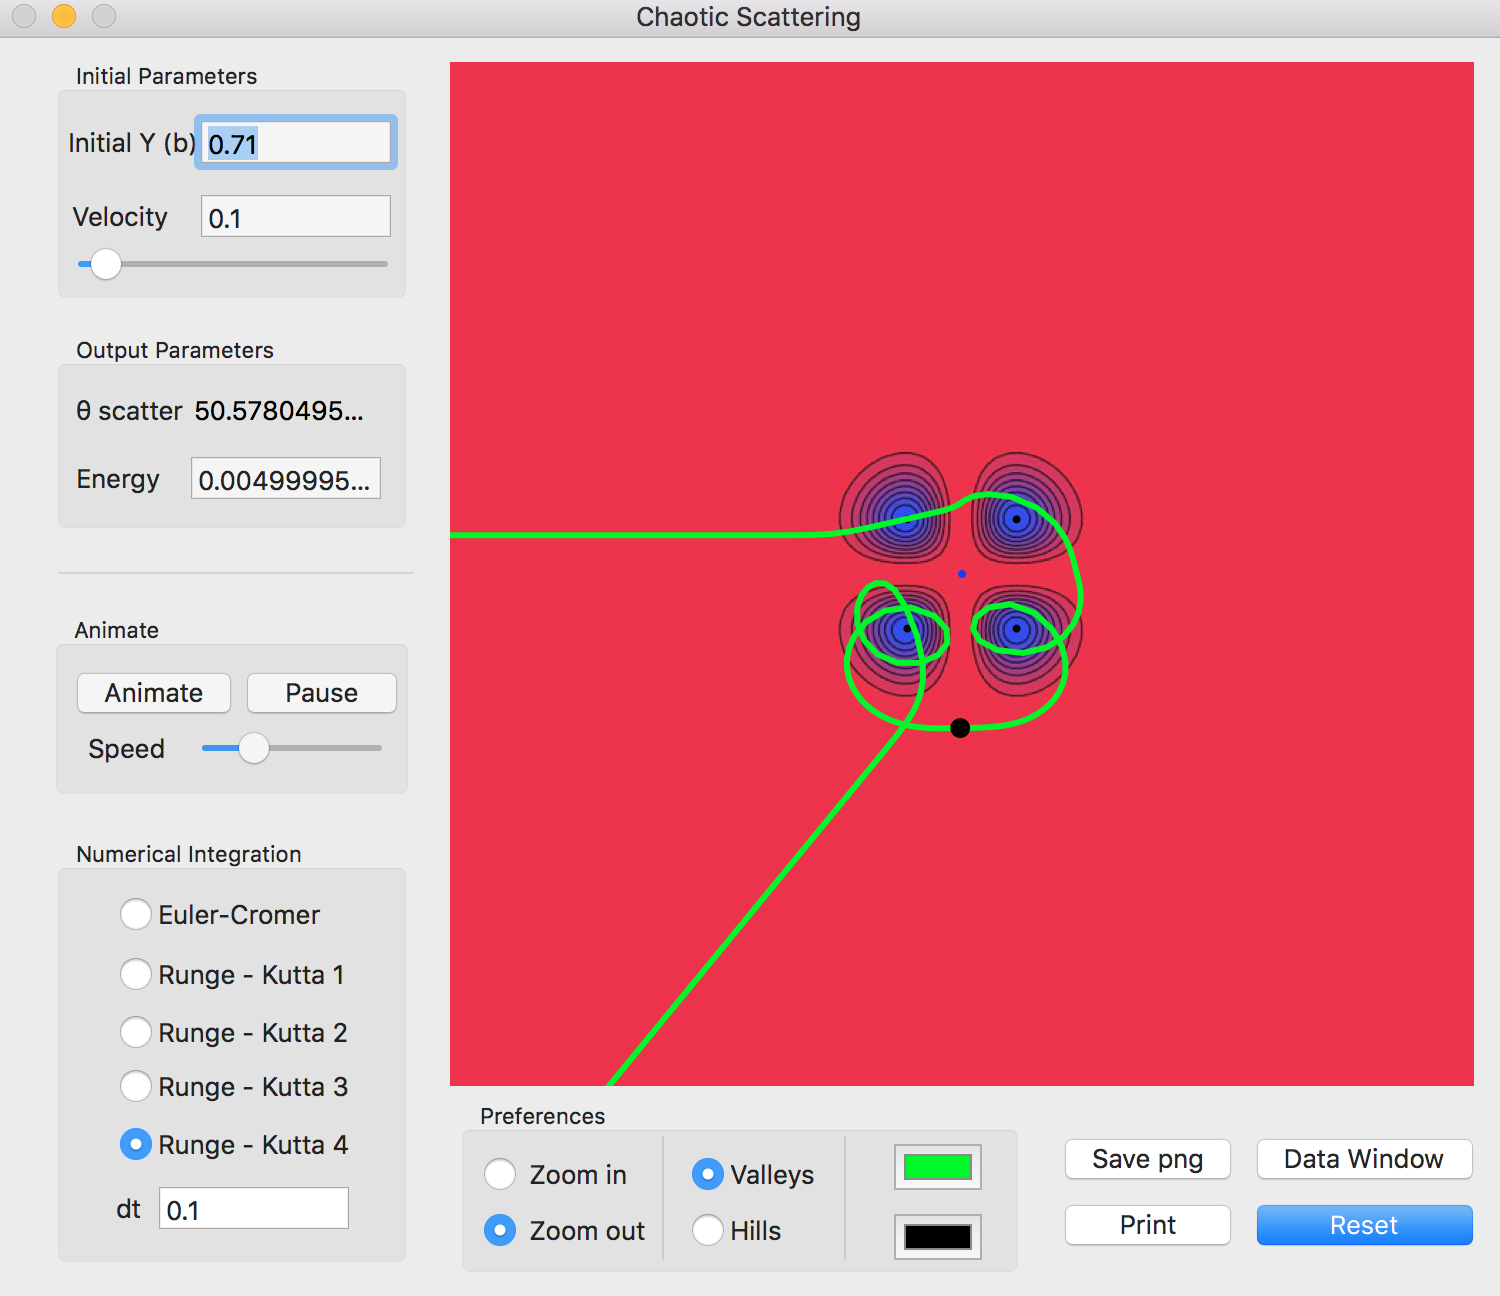 Chaotic Scattering
Initial Parameters
Initial Y (b) 0.71
Velocity 0.1
Output Parameters
θ scatter 50.5780495...
Energy 0.00499995...
Animate
Animate Pause
Speed
Numerical Integration
Euler-Cromer
Runge - Kutta 1
Runge - Kutta 2
Runge - Kutta 3
Runge - Kutta 4
dt 0.1
Preferences
Zoom in Valleys
Zoom out Hills
Save png Data Window
Print Reset